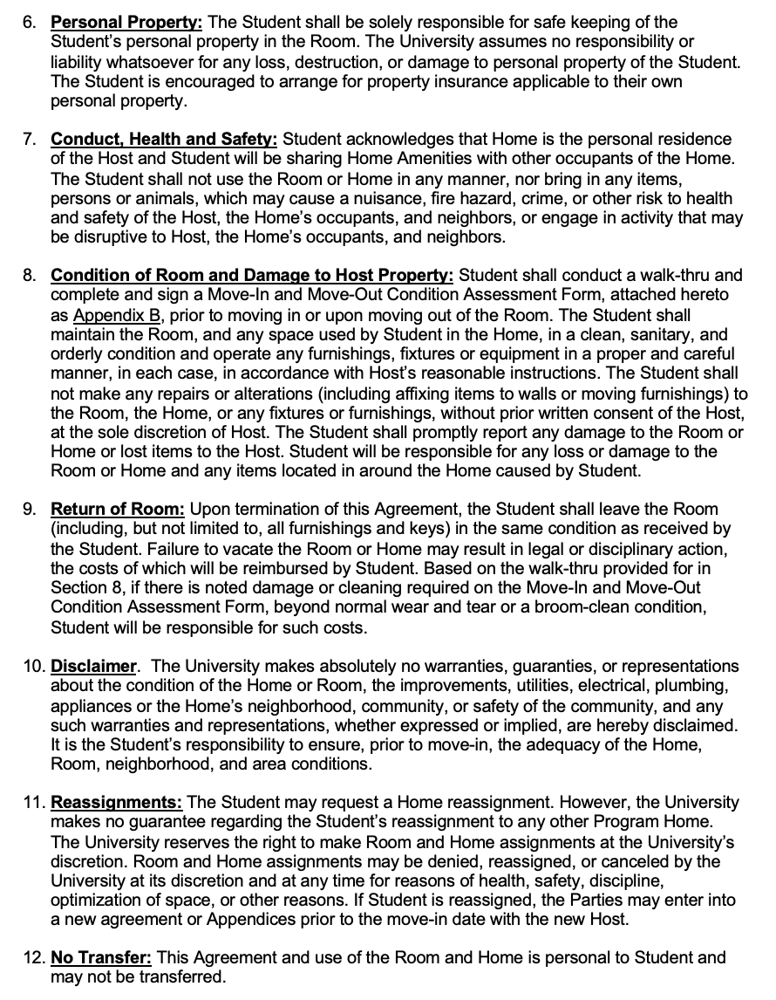 6. Personal Property: The Student shall be solely responsible for safe keeping of the
Student's personal property in the Room. The University assumes no responsibility or
liability whatsoever for any loss, destruction, or damage to personal property of the Student.
The Student is encouraged to arrange for property insurance applicable to their own
personal property.
7. Conduct, Health and Safety: Student acknowledges that Home is the personal residence
of the Host and Student will be sharing Home Amenities with other occupants of the Home.
The Student shall not use the Room or Home in any manner, nor bring in any items,
persons or animals, which may cause a nuisance, fire hazard, crime, or other risk to health
and safety of the Host, the Home's occupants, and neighbors, or engage in activity that may
be disruptive to Host, the Home's occupants, and neighbors.
8. Condition of Room and Damage to Host Property: Student shall conduct a walk-thru and
complete and sign a Move-In and Move-Out Condition Assessment Form, attached hereto
as Appendix B, prior to moving in or upon moving out of the Room. The Student shall
maintain the Room, and any space used by Student in the Home, in a clean, sanitary, and
orderly condition and operate any furnishings, fixtures or equipment in a proper and careful
manner, in each case, in accordance with Host's reasonable instructions. The Student shall
not make any repairs or alterations (including affixing items to walls or moving furnishings) to
the Room, the Home, or any fixtures or furnishings, without prior written consent of the Host,
at the sole discretion of Host. The Student shall promptly report any damage to the Room or
Home or lost items to the Host. Student will be responsible for any loss or damage to the
Room or Home and any items located in around the Home caused by Student.
9. Return of Room: Upon termination of this Agreement, the Student shall leave the Room
(including, but not limited to, all furnishings and keys) in the same condition as received by
the Student. Failure to vacate the Room or Home may result in legal or disciplinary action,
the costs of which will be reimbursed by Student. Based on the walk-thru provided for in
Section 8, if there is noted damage or cleaning required on the Move-In and Move-Out
Condition Assessment Form, beyond normal wear and tear or a broom-clean condition,
Student will be responsible for such costs.
10. Disclaimer. The University makes absolutely no warranties, guaranties, or representations
about the condition of the Home or Room, the improvements, utilities, electrical, plumbing,
appliances or the Home's neighborhood, community, or safety of the community, and any
such warranties and representations, whether expressed or implied, are hereby disclaimed.
It is the Student's responsibility to ensure, prior to move-in, the adequacy of the Home,
Room, neighborhood, and area conditions.
11. Reassignments: The Student may request a Home reassignment. However, the University
makes no guarantee regarding the Student's reassignment to any other Program Home.
The University reserves the right to make Room and Home assignments at the University's
discretion. Room and Home assignments may be denied, reassigned, or canceled by the
University at its discretion and at any time for reasons of health, safety, discipline,
optimization of space, or other reasons. If Student is reassigned, the Parties may enter into
a new agreement or Appendices prior to the move-in date with the new Host.
12. No Transfer: This Agreement and use of the Room and Home is personal to Student and
may not be transferred.